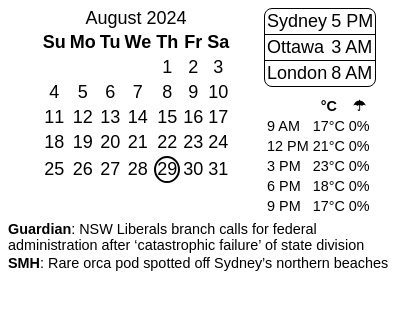 August 2024
Su Mo Tu We Th Fr Sa
1 2 3
4 5 6 7 8 9 10
11 12 13 14 15 16 17
18 19 20 21 22 23 24
25 26 27 28 29 30 31
Sydney 5 PM
Ottawa 3 AM
London 8 AM
°C ☂
9 AM 17°C 0%
12 PM 21°C 0%
3 PM 23°C 0%
6 PM 18°C 0%
9 PM 17°C 0%
Guardian: NSW Liberals branch calls for federal
administration after ‘catastrophic failure’ of state division
SMH: Rare orca pod spotted off Sydney’s northern beaches